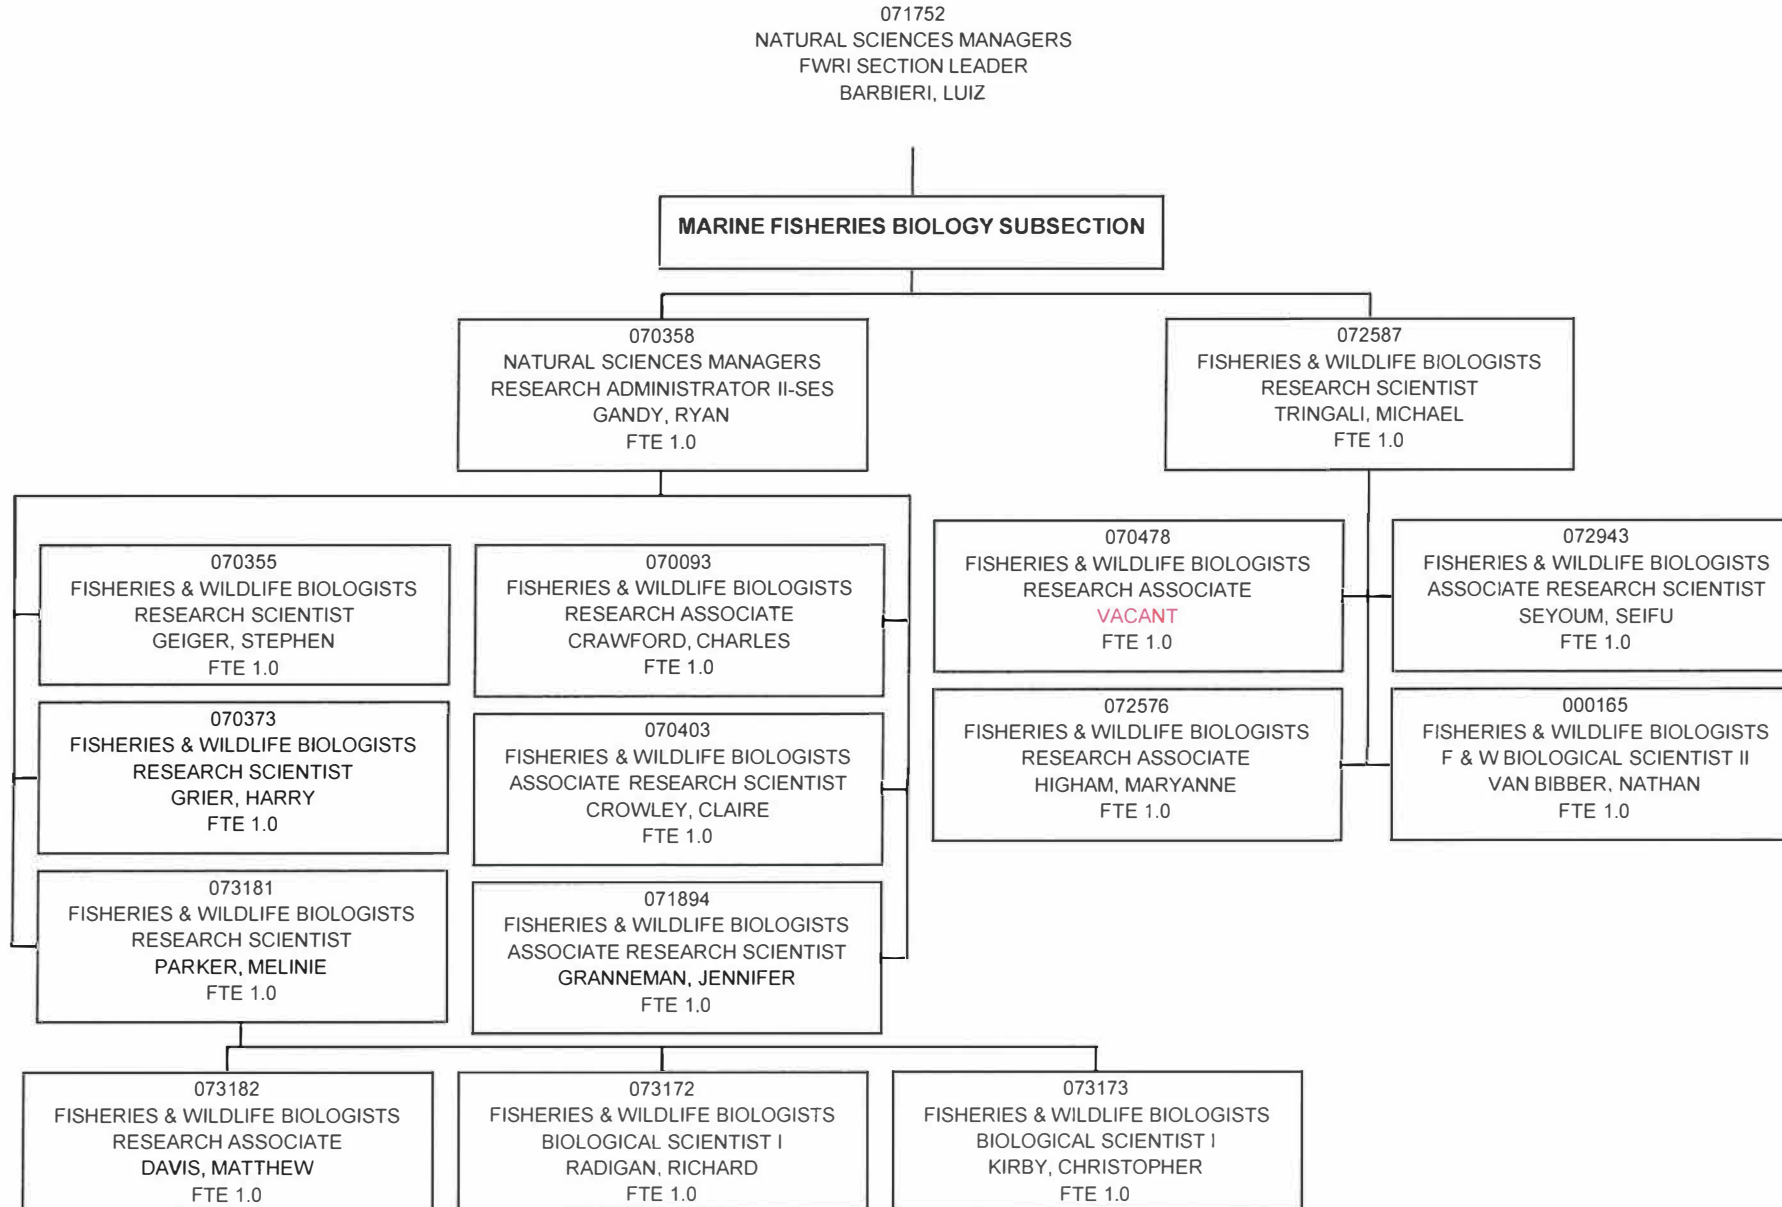 071752
NATURAL SCIENCES MANAGERS
FWRI SECTION LEADER
BARBIERI, LUIZ
MARINE FISHERIES BIOLOGY SUBSECTION
070358
NATURAL SCIENCES MANAGERS
RESEARCH ADMINISTRATOR II-SES
GANDY, RYAN
FTE 1.0
072587
FISHERIES & WILDLIFE BIOLOGISTS
RESEARCH SCIENTIST
TRINGALI, MICHAEL
FTE 1.0
070355
FISHERIES & WILDLIFE BIOLOGISTS
RESEARCH SCIENTIST
GEIGER, STEPHEN
FTE 1.0
070093
FISHERIES & WILDLIFE BIOLOGISTS
RESEARCH ASSOCIATE
CRAWFORD, CHARLES
FTE 1.0
070478
FISHERIES & WILDLIFE BIOLOGISTS
RESEARCH ASSOCIATE
VACANT
FTE 1.0
072943
FISHERIES & WILDLIFE BIOLOGISTS
ASSOCIATE RESEARCH SCIENTIST
SEYOUM, SEIFU
FTE 1.0
070373
FISHERIES & WILDLIFE BIOLOGISTS
RESEARCH SCIENTIST
GRIER, HARRY
FTE 1.0
070403
FISHERIES & WILDLIFE BIOLOGISTS
ASSOCIATE RESEARCH SCIENTIST
CROWLEY, CLAIRE
FTE 1.0
072576
FISHERIES & WILDLIFE BIOLOGISTS
RESEARCH ASSOCIATE
HIGHAM, MARYANNE
FTE 1.0
000165
FISHERIES & WILDLIFE BIOLOGISTS
F & W BIOLOGICAL SCIENTIST II
VAN BIBBER, NATHAN
FTE 1.0
073181
FISHERIES & WILDLIFE BIOLOGISTS
RESEARCH SCIENTIST
PARKER, MELINIE
FTE 1.0
071894
FISHERIES & WILDLIFE BIOLOGISTS
ASSOCIATE RESEARCH SCIENTIST
GRANNEMAN, JENNIFER
FTE 1.0
073182
FISHERIES & WILDLIFE BIOLOGISTS
RESEARCH ASSOCIATE
DAVIS, MATTHEW
FTE 1.0
073172
FISHERIES & WILDLIFE BIOLOGISTS
BIOLOGICAL SCIENTIST I
RADIGAN, RICHARD
FTE 1.0
073173
FISHERIES & WILDLIFE BIOLOGISTS
BIOLOGICAL SCIENTIST I
KIRBY, CHRISTOPHER
FTE 1.0